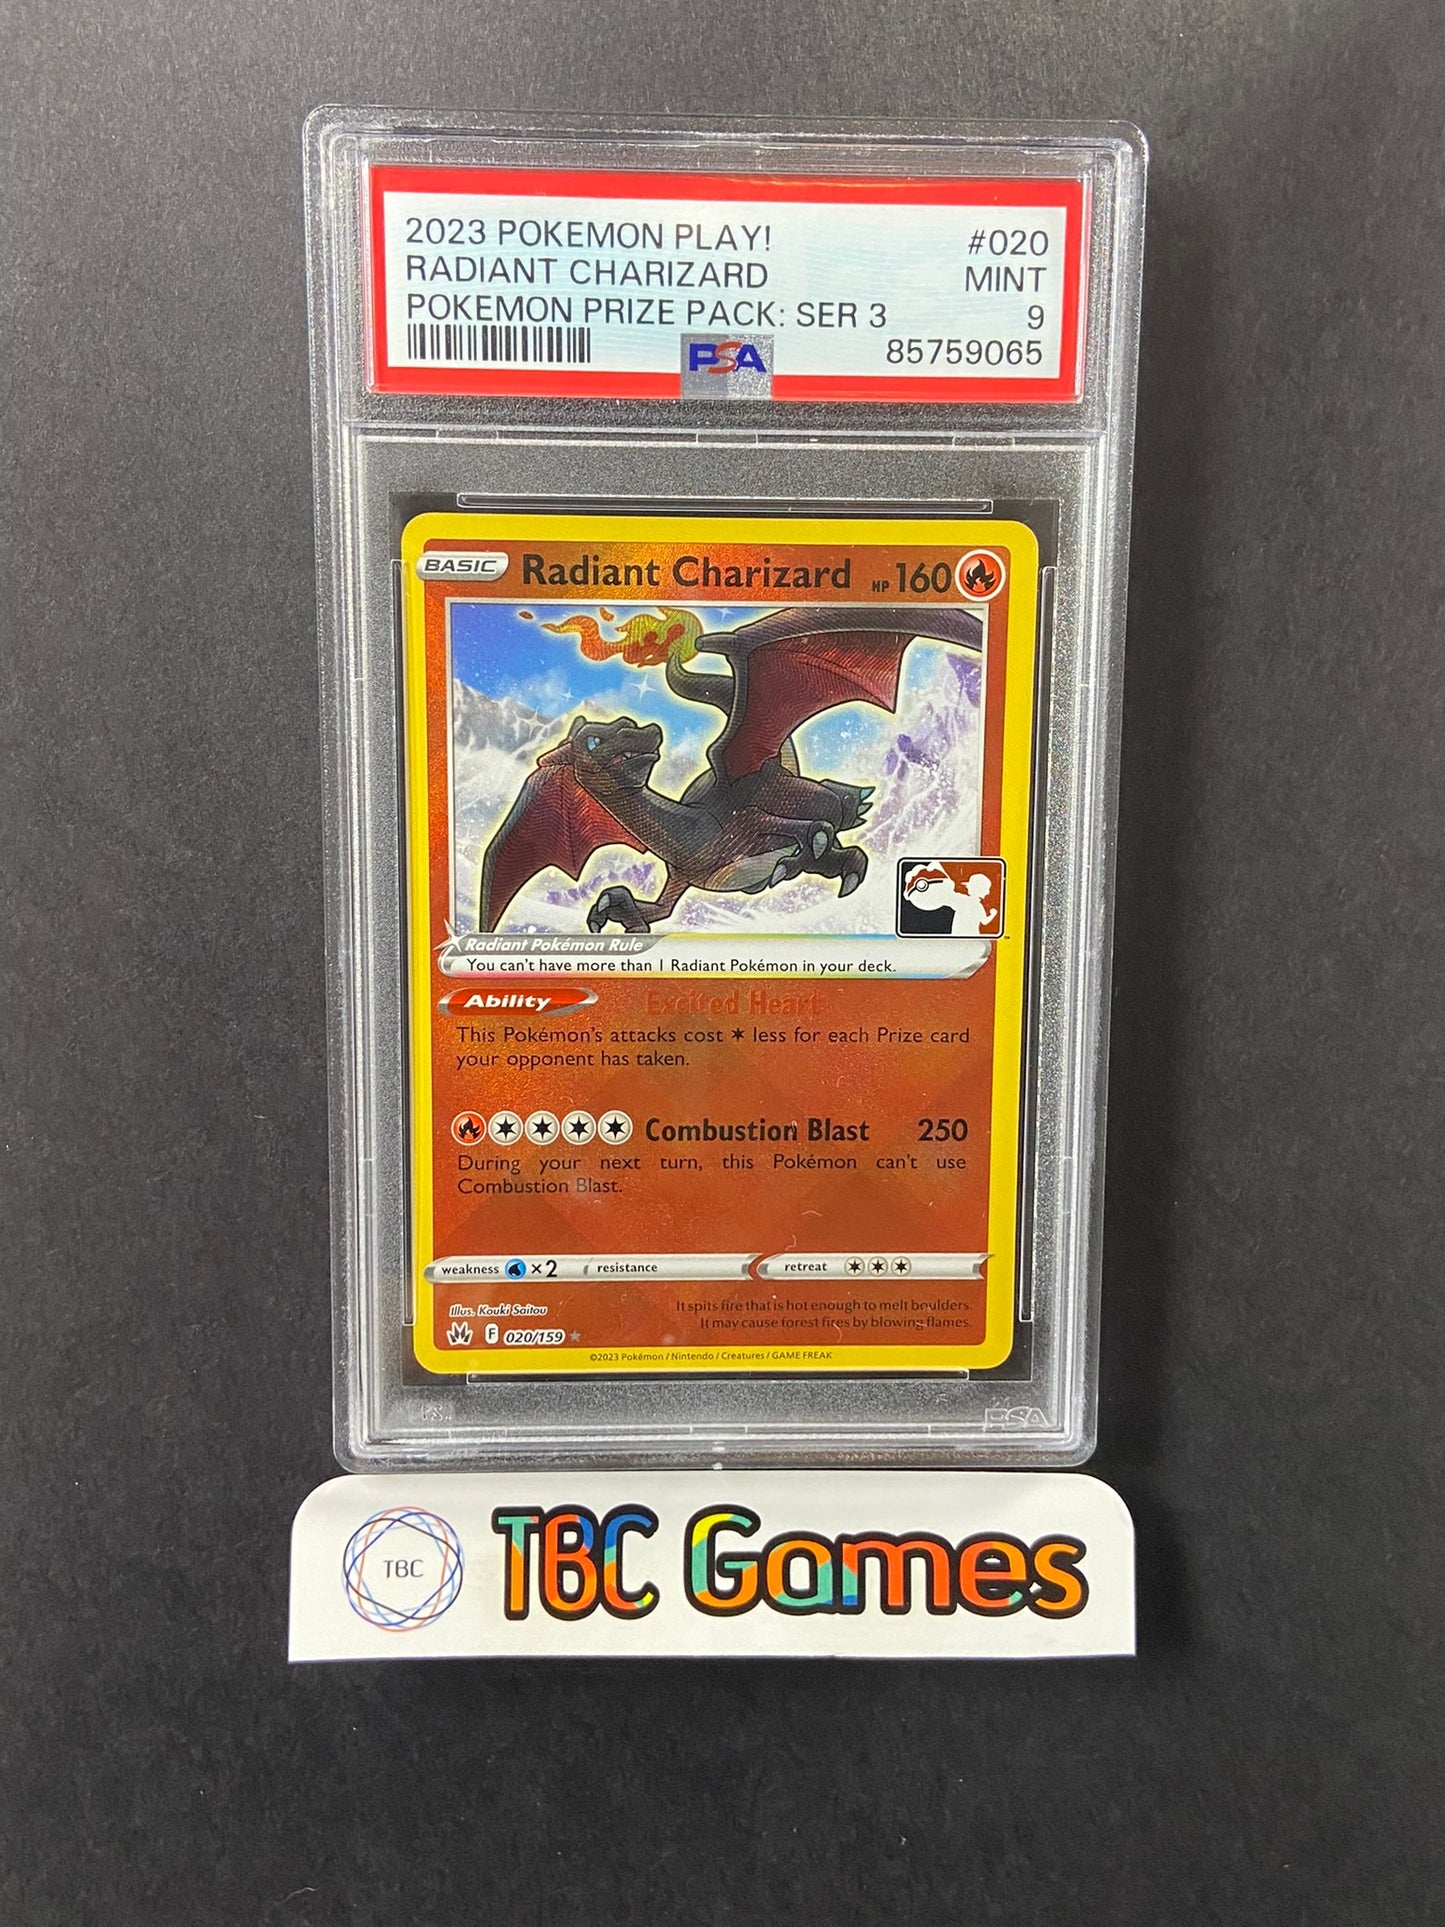 2023 POKEMON PLAY! #020
RADIANT CHARIZARD MINT
POKEMON PRIZE PACK: SER 3 9
PSA 85759065
BASIC Radiant Charizard HP 160
Radiant Pokémon Rule
You can't have more than 1 Radiant Pokémon in your deck.
Ability Excited Heart
This Pokémon's attacks cost less for each Prize card
your opponent has taken.
Combustion Blast 250
During your next turn, this Pokémon can't use
Combustion Blast.
weakness ×2 resistance retreat
Illus. Kouki Saitou
It spits fire that is hot enough to melt boulders.
It may cause forest fires by blowing flames.
F 020/159
©2023 Pokémon / Nintendo / Creatures / GAME FREAK
PSA
TBC TBC Games